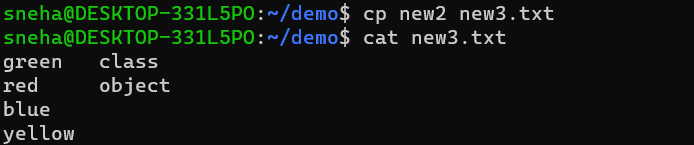 sneha@DESKTOP-331L5PO:~/demo$ cp new2 new3.txt
sneha@DESKTOP-331L5PO:~/demo$ cat new3.txt
green   class
red     object
blue
yellow